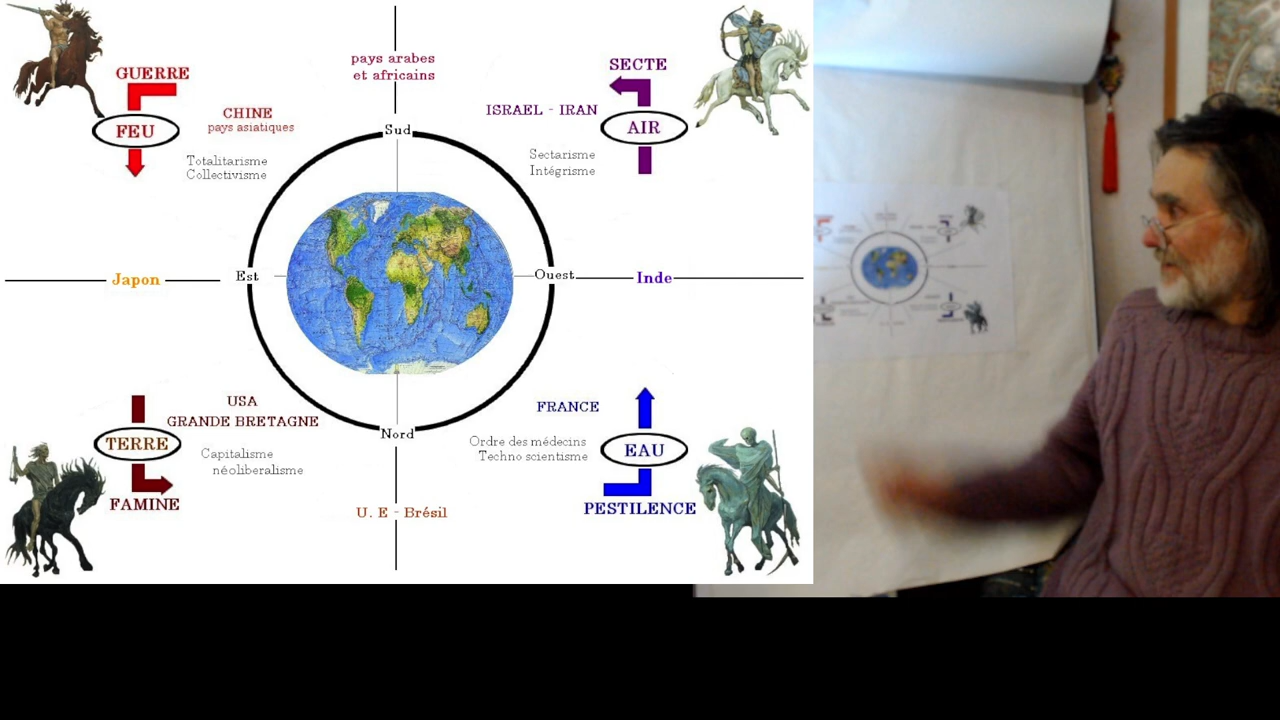 GUERRE
FEU
CHINE
pays asiatiques
Totalitarisme
Collectivisme
pays arabes
et africains
SECTE
ISRAEL - IRAN
AIR
Sectarisme
Intégrisme
Sud
Est
Ouest
Nord
Japon
Inde
USA
GRANDE BRETAGNE
TERRE
Capitalisme
néoliberalisme
FAMINE
U. E - Brésil
FRANCE
Ordre des médecins
Techno scientisme
EAU
PESTILENCE